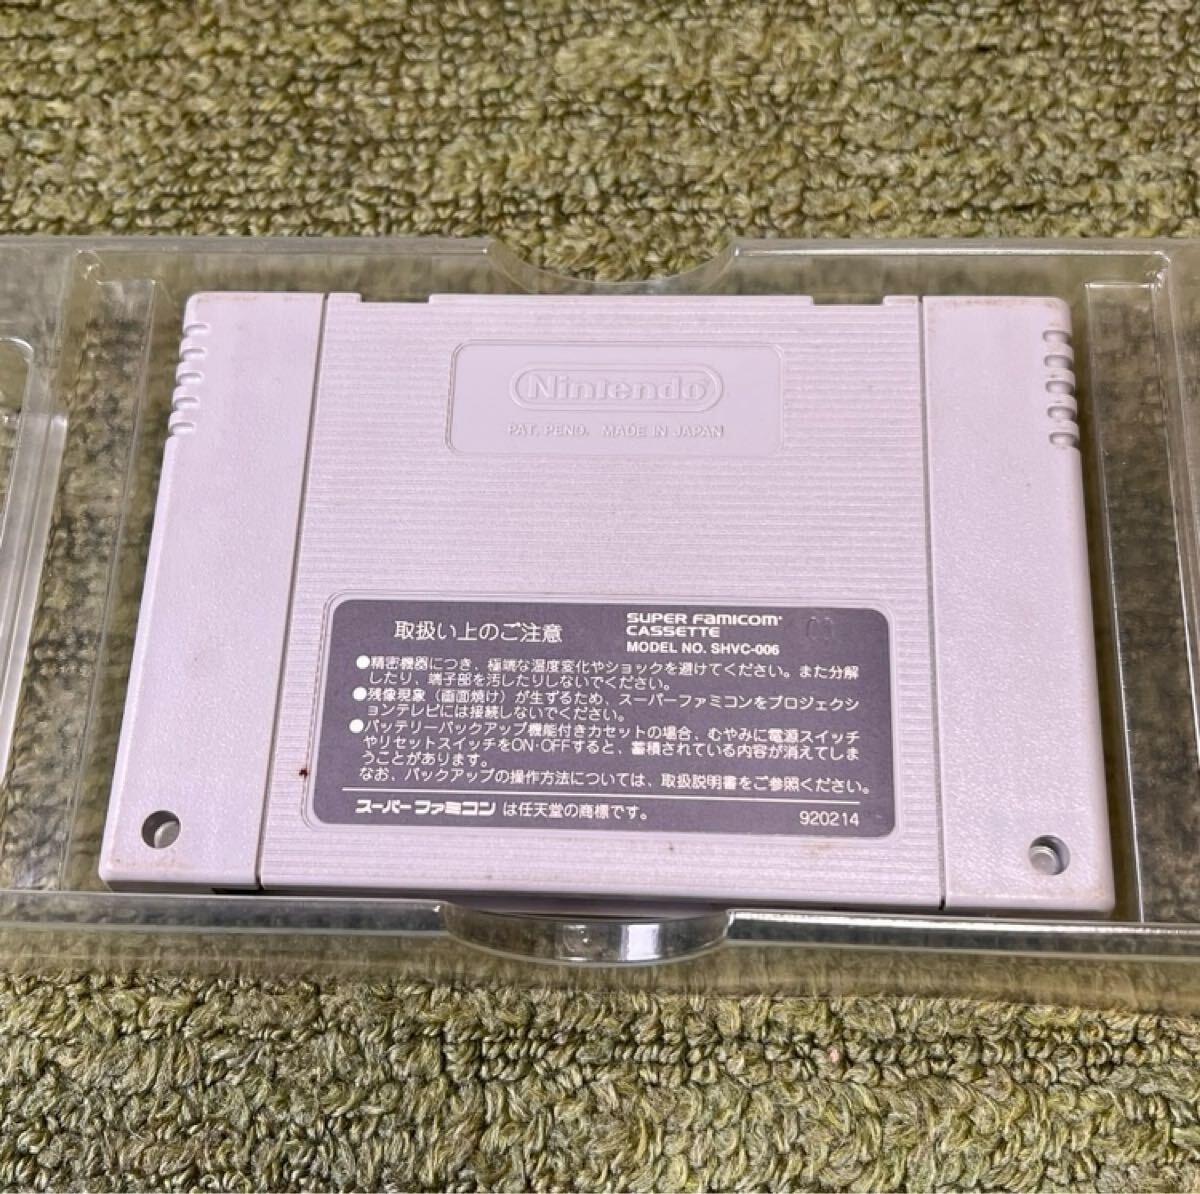 Nintendo®
PAT. PEND. MADE IN JAPAN
取扱い上のご注意
SUPER FAMICOM
CASSETTE
MODEL NO. SHVC-006
●精密機器につき、極端な温度変化やショックを避けてください。また分解
したり、端子部を汚したりしないでください。
●残像現象（画面焼け）が生ずるため、スーパーファミコンをプロジェクシ
ョンテレビには接続しないでください。
●バッテリーバックアップ機能付きカセットの場合、むやみに電源スイッチ
やリセットスイッチをON·OFFすると、蓄積されている内容が消えてしま
うことがあります。
なお、バックアップの操作方法については、取扱説明書をご参照ください。
スーパーファミコン は任天堂の商標です。
920214